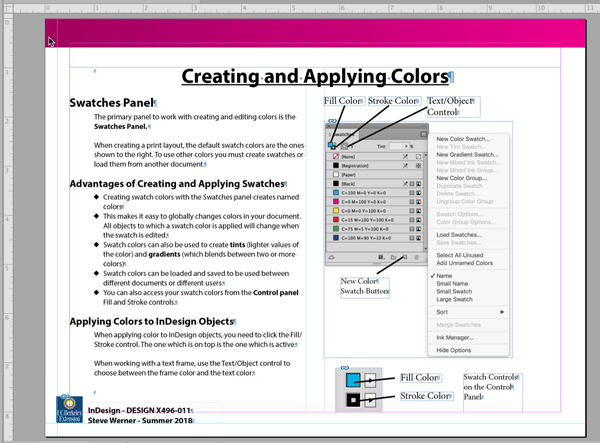 Creating and Applying Colors
Swatches Panel
The primary panel to work with creating and editing colors is the
Swatches Panel.
When creating a print layout, the default swatch colors are the ones
shown to the right. To use other colors you must create swatches or
load them from another document.
Advantages of Creating and Applying Swatches
◆ Creating swatch colors with the Swatches panel creates named
colors
◆ This makes it easy to globally changes colors in your document.
All objects to which a swatch color is applied will change when
the swatch is edited
◆ Swatch colors can also be used to create tints (lighter values of
the color) and gradients (which blends between two or more
colors)
◆ Swatch colors can be loaded and saved to be used between
different documents or different users
◆ You can also access your swatch colors from the Control panel
Fill and Stroke controls.
Applying Colors to InDesign Objects
When applying color to InDesign objects, you need to click the Fill/
Stroke control. The one which is on top is the one which is active
When working with a text frame, use the Text/Object control to
choose between the frame color and the text color.
UC Berkeley
Extension
InDesign - DESIGN X496-011
Steve Werner - Summer 2018
Fill Color
Stroke Color
Text/Object
Control
Swatches
Tint:
%
[None]
[Registration]
[Paper]
[Black]
C=100 M=0 Y=0 K=0
C=0 M=100 Y=0 K=0
C=0 M=0 Y=100 K=0
C=15 M=100 Y=100 K=0
C=75 M=5 Y=100 K=0
C=100 M=90 Y=10 K=0
New Color
Swatch Button
New Color Swatch...
New Tint Swatch...
New Gradient Swatch...
New Mixed Ink Swatch...
New Mixed Ink Group...
New Color Group...
Duplicate Swatch
Delete Swatch...
Ungroup Color Group
Swatch Options...
Color Group Options...
Load Swatches...
Save Swatches...
Select All Unused
Add Unnamed Colors
✓ Name
Small Name
Small Swatch
Large Swatch
Sort
Merge Swatches
Ink Manager...
Hide Options
Fill Color
Stroke Color
Swatch Controls
on the Control
Panel